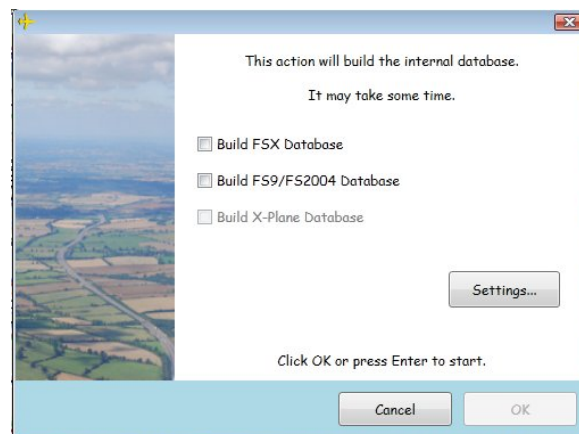 This action will build the internal database.
It may take some time.
Build FSX Database
Build FS9/FS2004 Database
Build X-Plane Database
Settings...
Click OK or press Enter to start.
Cancel
OK